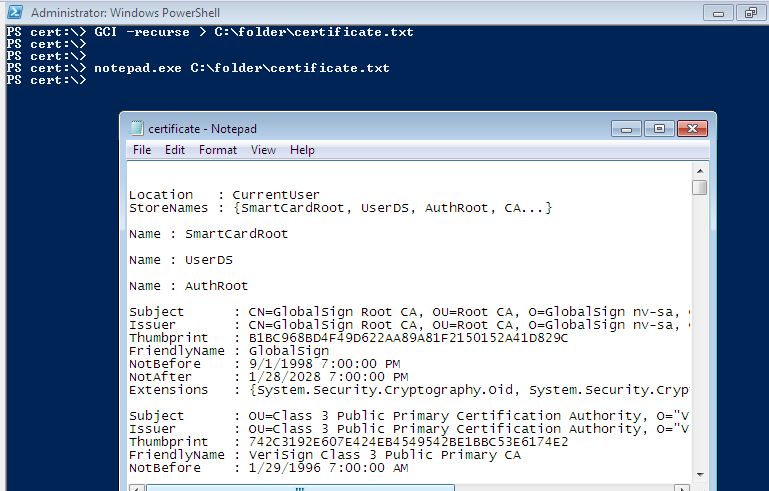 Administrator: Windows PowerShell
PS cert:\> GCI -recurse > C:\folder\certificate.txt
PS cert:\>
PS cert:\>
PS cert:\> notepad.exe C:\folder\certificate.txt
PS cert:\>
certificate - Notepad
File Edit Format View Help
Location : CurrentUser
StoreNames : {SmartCardRoot, UserDS, AuthRoot, CA...}
Name : SmartCardRoot
Name : UserDS
Name : AuthRoot
Subject : CN=GlobalSign Root CA, OU=Root CA, O=GlobalSign nv-sa,
Issuer : CN=GlobalSign Root CA, OU=Root CA, O=GlobalSign nv-sa,
Thumbprint : B1BC968BD4F49D622AA89A81F2150152A41D829C
FriendlyName : GlobalSign
NotBefore : 9/1/1998 7:00:00 PM
NotAfter : 1/28/2028 7:00:00 PM
Extensions : {System.Security.Cryptography.Oid, System.Security.Cryp
Subject : OU=Class 3 Public Primary Certification Authority, O="V
Issuer : OU=Class 3 Public Primary Certification Authority, O="V
Thumbprint : 742C3192E607E424EB4549542BE1BBC53E6174E2
FriendlyName : VeriSign Class 3 Public Primary CA
NotBefore : 1/29/1996 7:00:00 AM